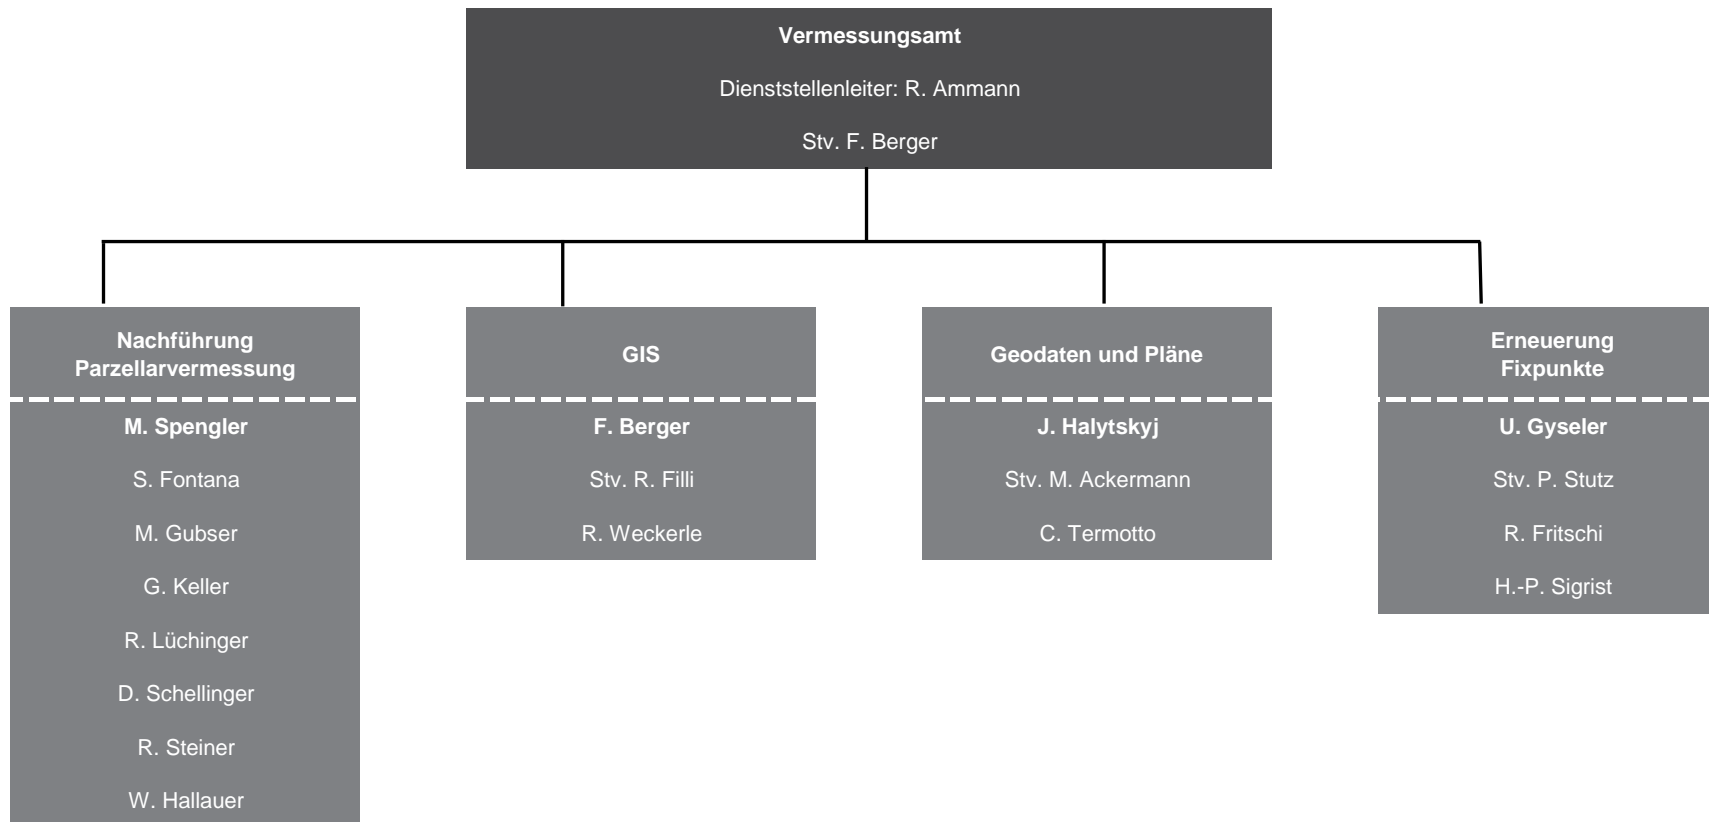 Vermessungsamt
Dienststellenleiter: R. Ammann
Stv. F. Berger
Nachführung
Parzellarvermessung
M. Spengler
S. Fontana
M. Gubser
G. Keller
R. Lüchinger
D. Schellinger
R. Steiner
W. Hallauer
GIS
F. Berger
Stv. R. Filli
R. Weckerle
Geodaten und Pläne
J. Halytskyj
Stv. M. Ackermann
C. Termotto
Erneuerung
Fixpunkte
U. Gyseler
Stv. P. Stutz
R. Fritschi
H.-P. Sigrist